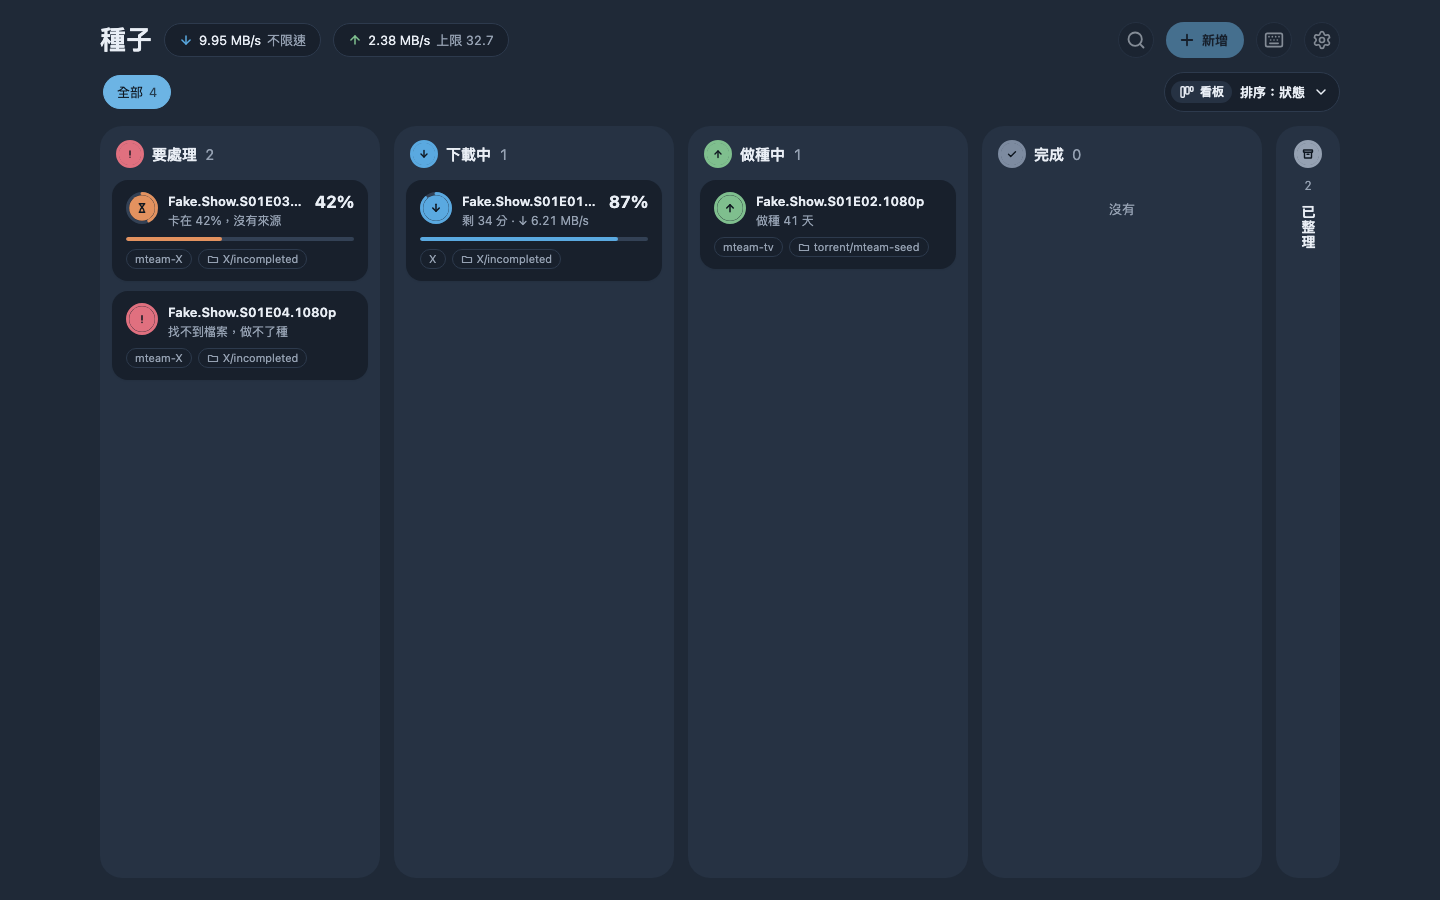 種子 9.95 MB/s 不限速 2.38 MB/s 上限 32.7 新增
全部 4 看板 排序：狀態
要處理 2
Fake.Show.S01E03... 42%
卡在 42%，沒有來源
mteam-X X/incompleted
Fake.Show.S01E04.1080p
找不到檔案，做不了種
mteam-X X/incompleted
下載中 1
Fake.Show.S01E01... 87%
剩 34 分 · ↓ 6.21 MB/s
X X/incompleted
做種中 1
Fake.Show.S01E02.1080p
做種 41 天
mteam-tv torrent/mteam-seed
完成 0
沒有
2
已整理